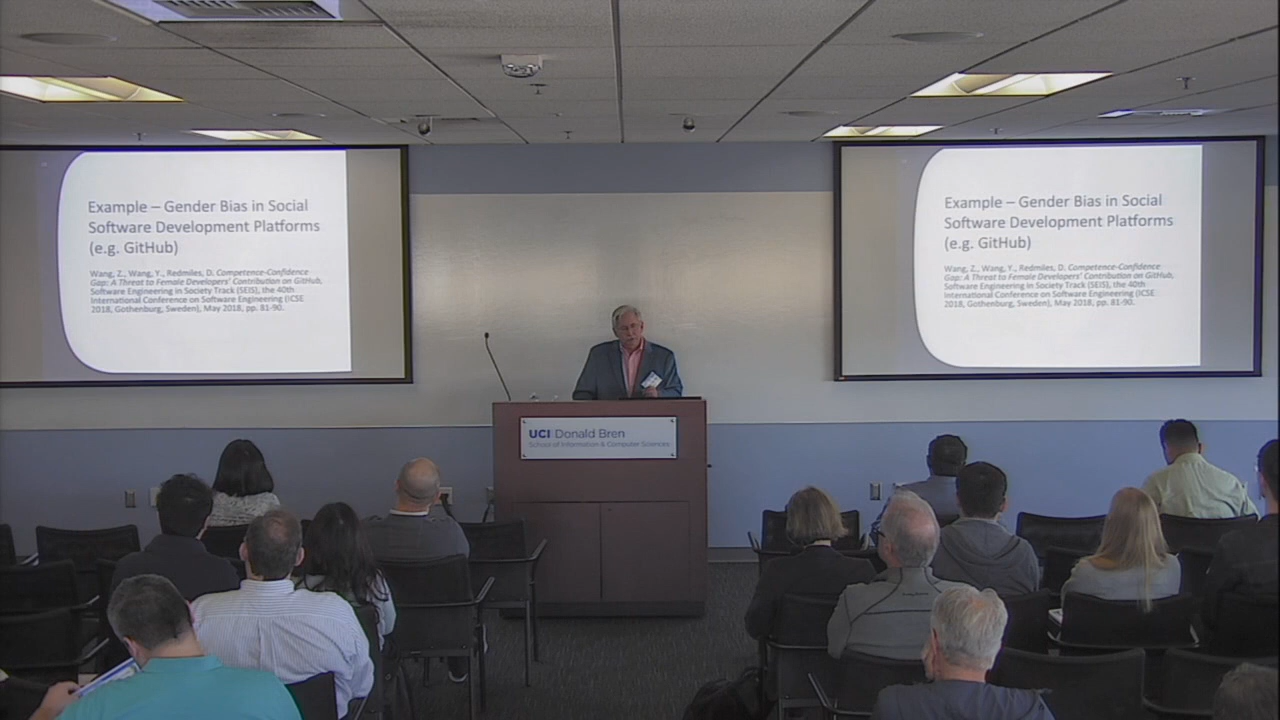 Example – Gender Bias in Social
Software Development Platforms
(e.g. GitHub)
Wang, Z., Wang, Y., Redmiles, D. Competence-Confidence
Gap: A Threat to Female Developers' Contribution on GitHub,
Software Engineering in Society Track (SEIS), the 40th
International Conference on Software Engineering (ICSE
2018, Gothenburg, Sweden), May 2018, pp. 81-90.
Example – Gender Bias in Social
Software Development Platforms
(e.g. GitHub)
Wang, Z., Wang, Y., Redmiles, D. Competence-Confidence
Gap: A Threat to Female Developers' Contribution on GitHub,
Software Engineering in Society Track (SEIS), the 40th
International Conference on Software Engineering (ICSE
2018, Gothenburg, Sweden), May 2018, pp. 81-90.
UCI Donald Bren
School of Information & Computer Sciences